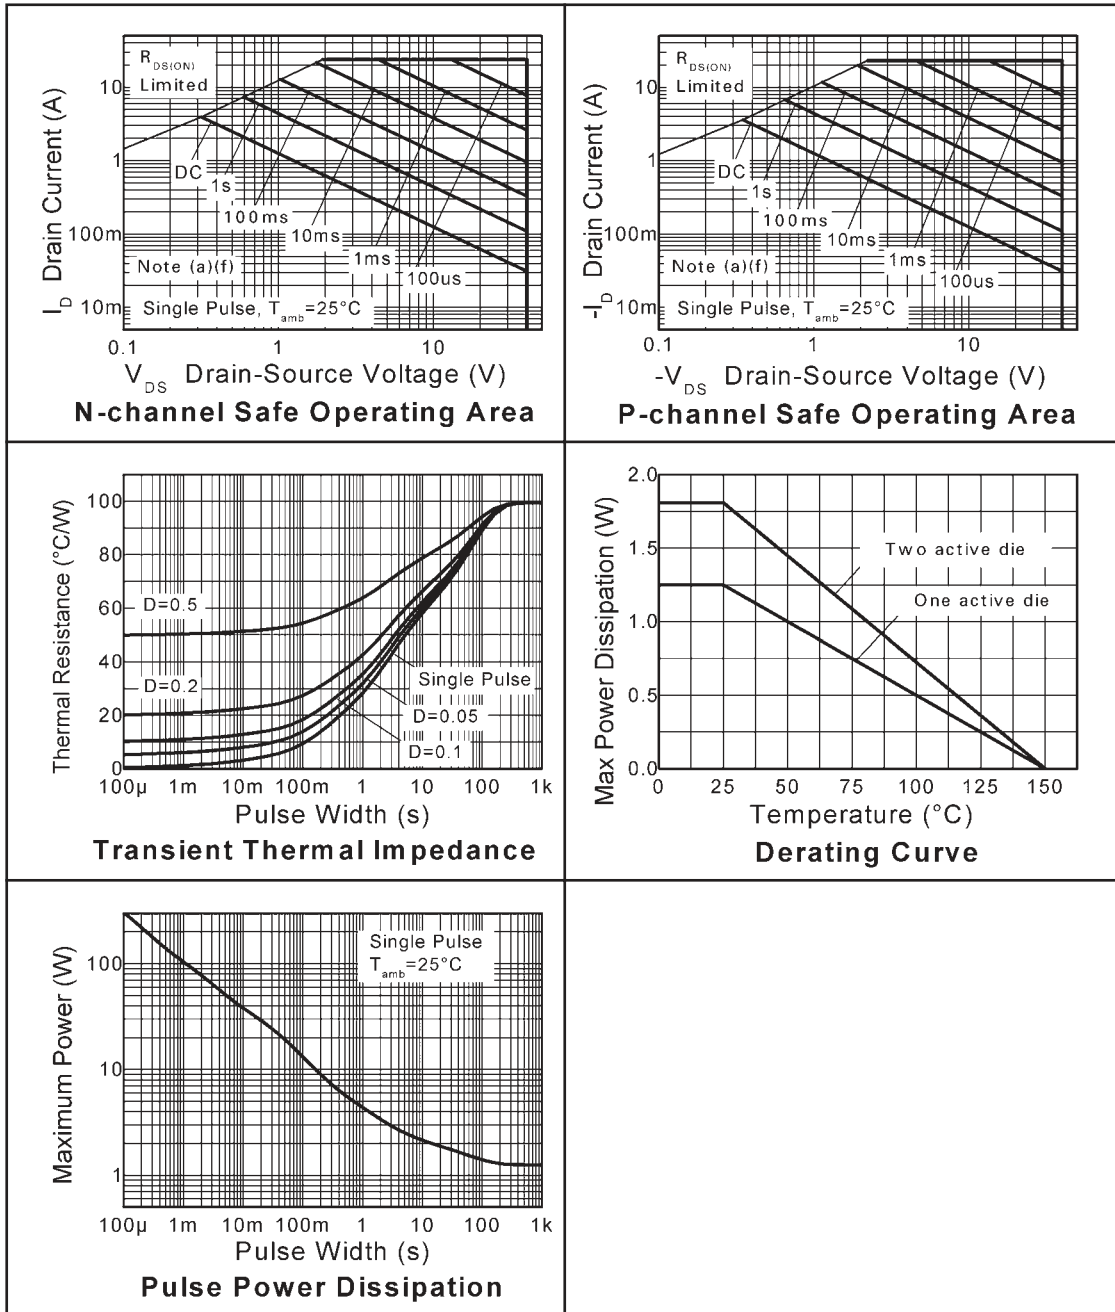 R DS(ON)
Limited
10
1
100m
10m
DC
1s
100ms
10ms
1ms
100us
Note (a)(f)
Single Pulse, Tamb=25°C
0.1
1
10
ID Drain Current (A)
VDS Drain-Source Voltage (V)
N-channel Safe Operating Area
R DS(ON)
Limited
10
1
100m
10m
DC
1s
100ms
10ms
1ms
100us
Note (a)(f)
Single Pulse, Tamb=25°C
0.1
1
10
-ID Drain Current (A)
-VDS Drain-Source Voltage (V)
P-channel Safe Operating Area
100
80
60
40
20
0
D=0.5
D=0.2
Single Pulse
D=0.05
D=0.1
100µ
1m
10m
100m
1
10
100
1k
Thermal Resistance (°C/W)
Pulse Width (s)
Transient Thermal Impedance
2.0
1.5
1.0
0.5
0.0
Two active die
One active die
0
25
50
75
100
125
150
Max Power Dissipation (W)
Temperature (°C)
Derating Curve
100
10
1
Single Pulse
Tamb=25°C
100µ
1m
10m
100m
1
10
100
1k
Maximum Power (W)
Pulse Width (s)
Pulse Power Dissipation